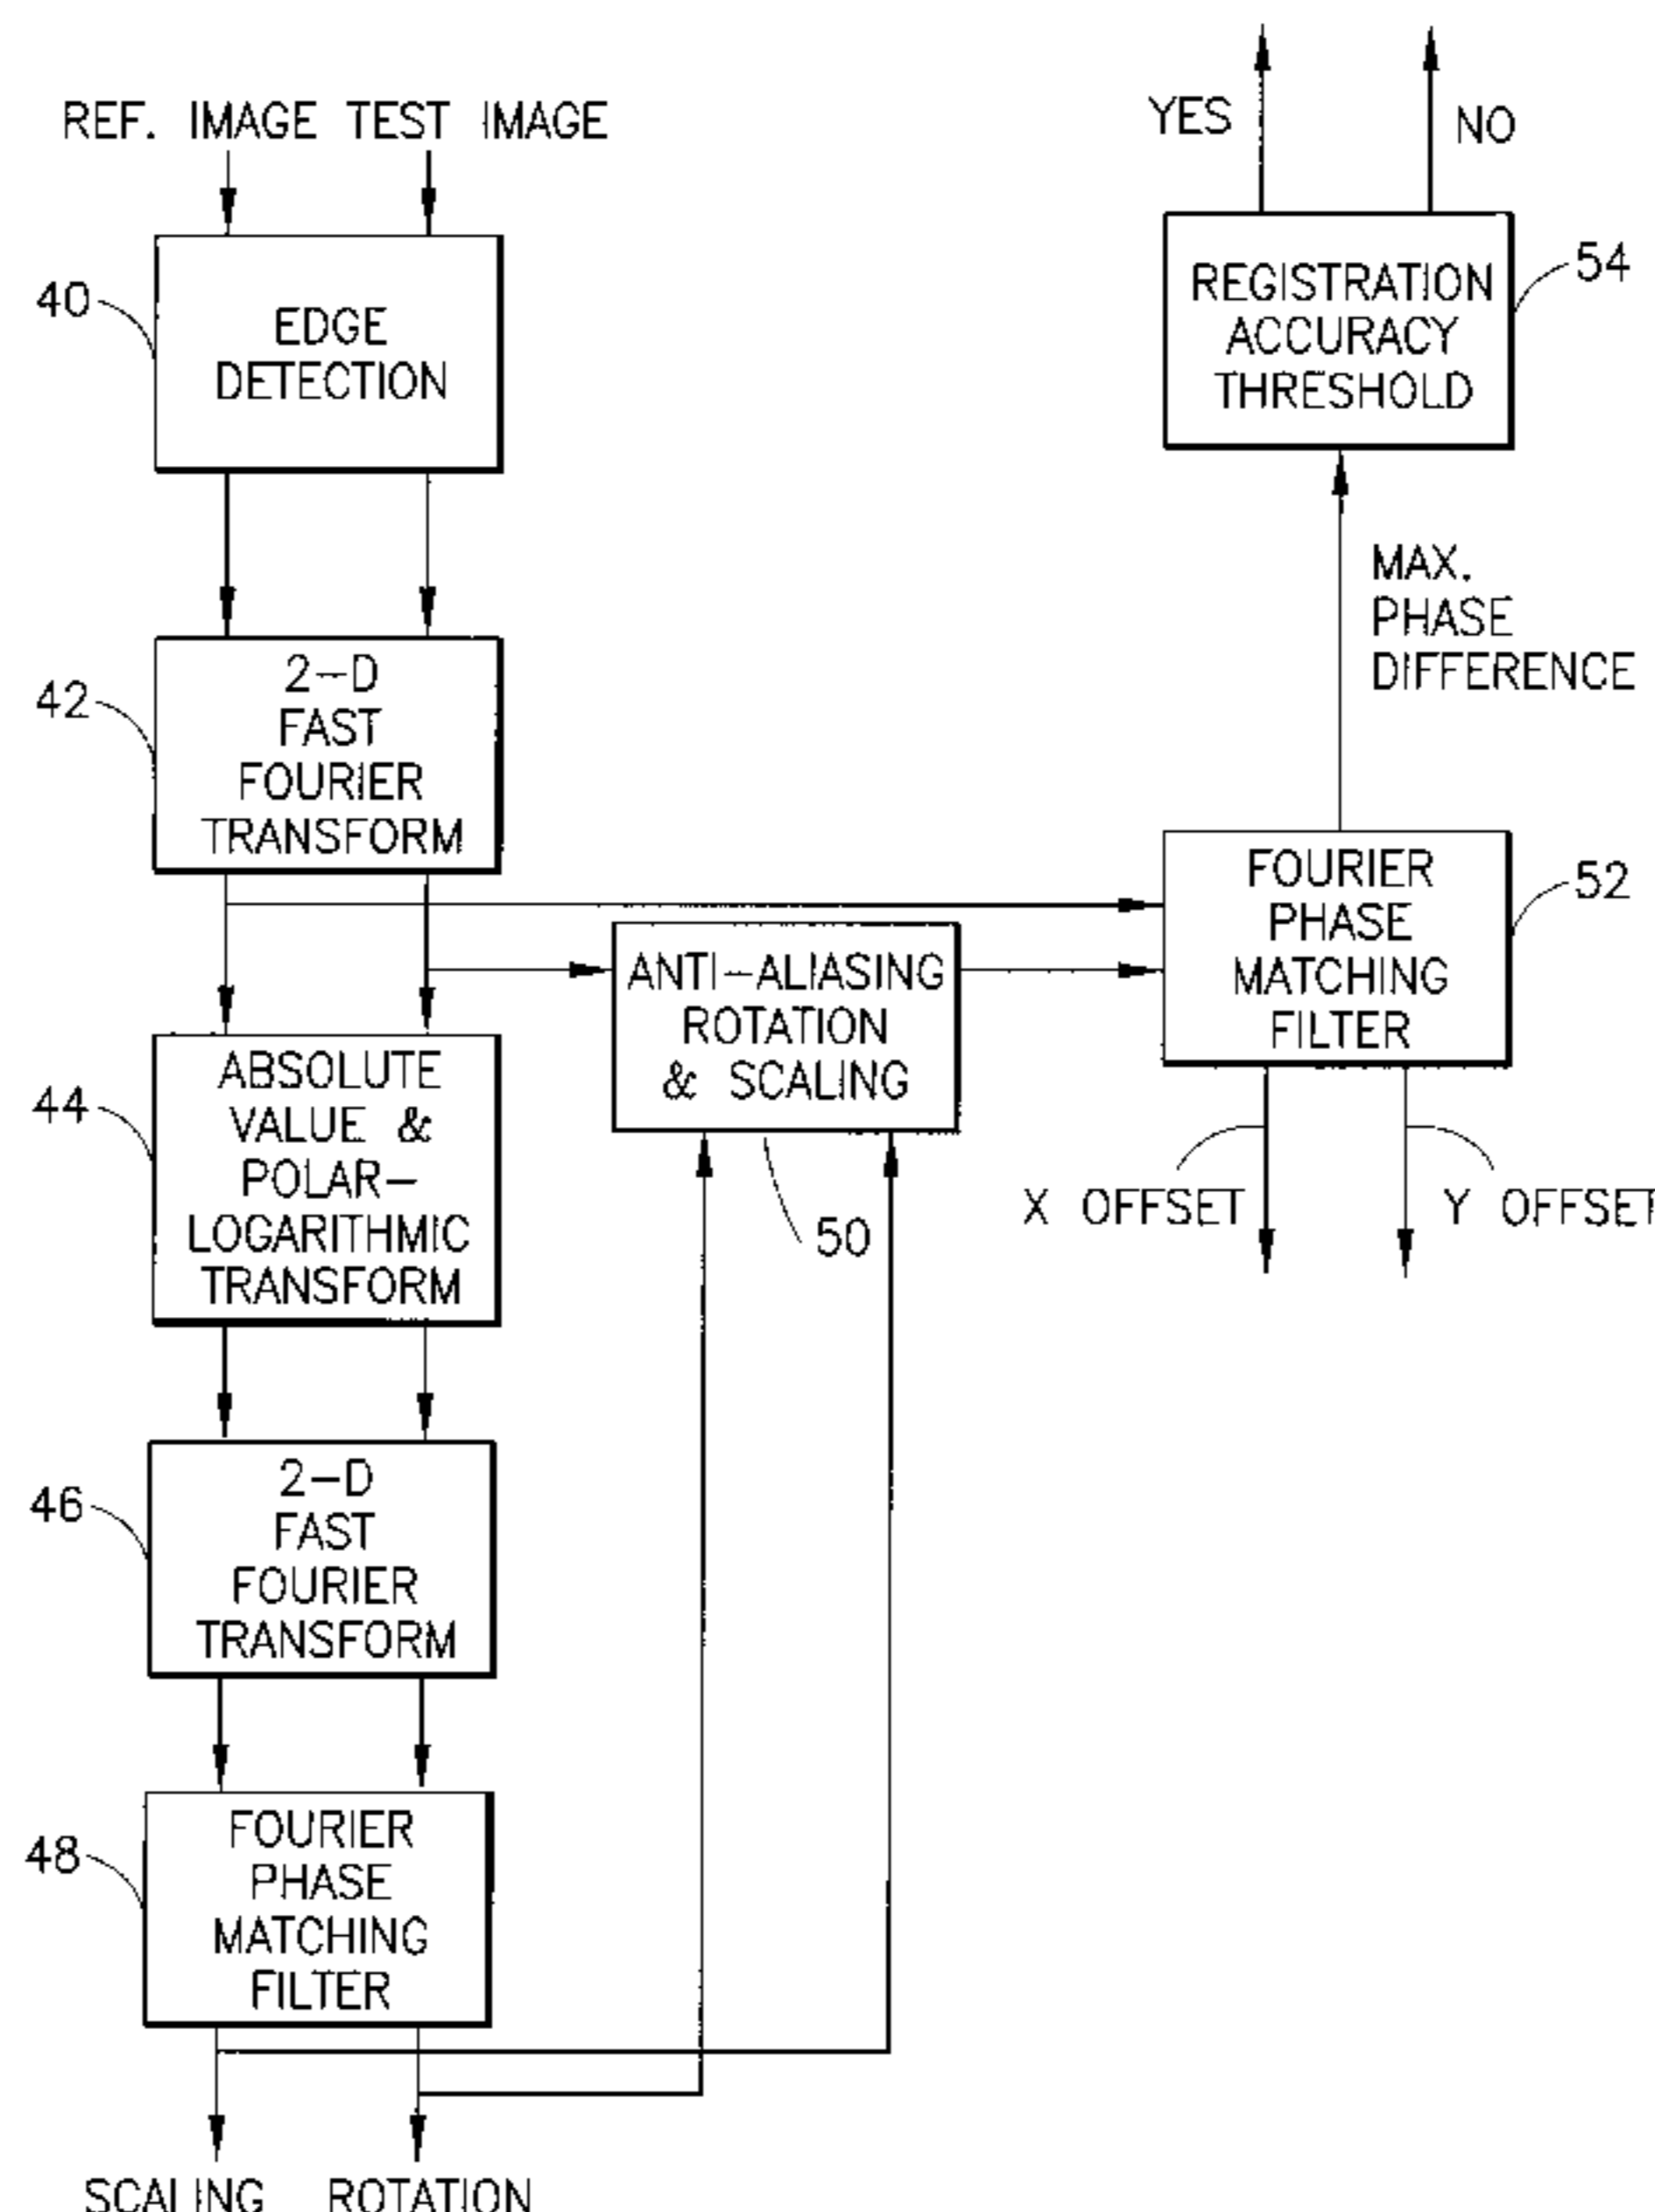 REF. IMAGE TEST IMAGE
40
EDGE
DETECTION
42
2-D
FAST
FOURIER
TRANSFORM
44
ABSOLUTE
VALUE &
POLAR-
LOGARITHMIC
TRANSFORM
46
2-D
FAST
FOURIER
TRANSFORM
48
FOURIER
PHASE
MATCHING
FILTER
SCALING ROTATION
ANTI-ALIASING
ROTATION
& SCALING
50
YES
NO
REGISTRATION
ACCURACY
THRESHOLD
54
MAX.
PHASE
DIFFERENCE
FOURIER
PHASE
MATCHING
FILTER
52
X OFFSET
Y OFFSET